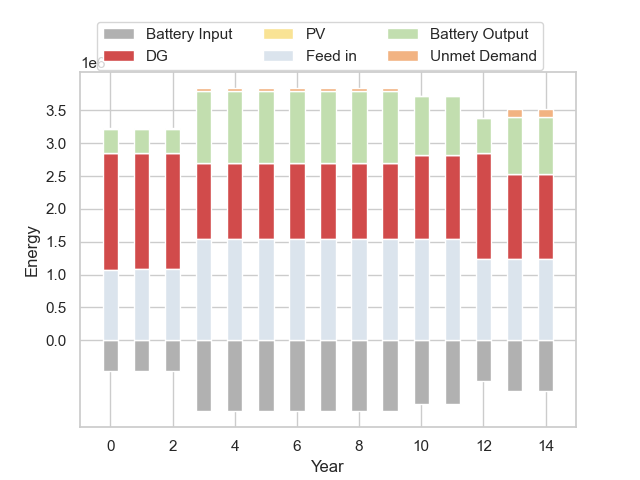 Battery Input
PV
Battery Output
DG
Feed in
Unmet Demand
1e6
3.5
3.0
2.5
2.0
1.5
1.0
0.5
0.0
Energy
0 2 4 6 8 10 12 14
Year